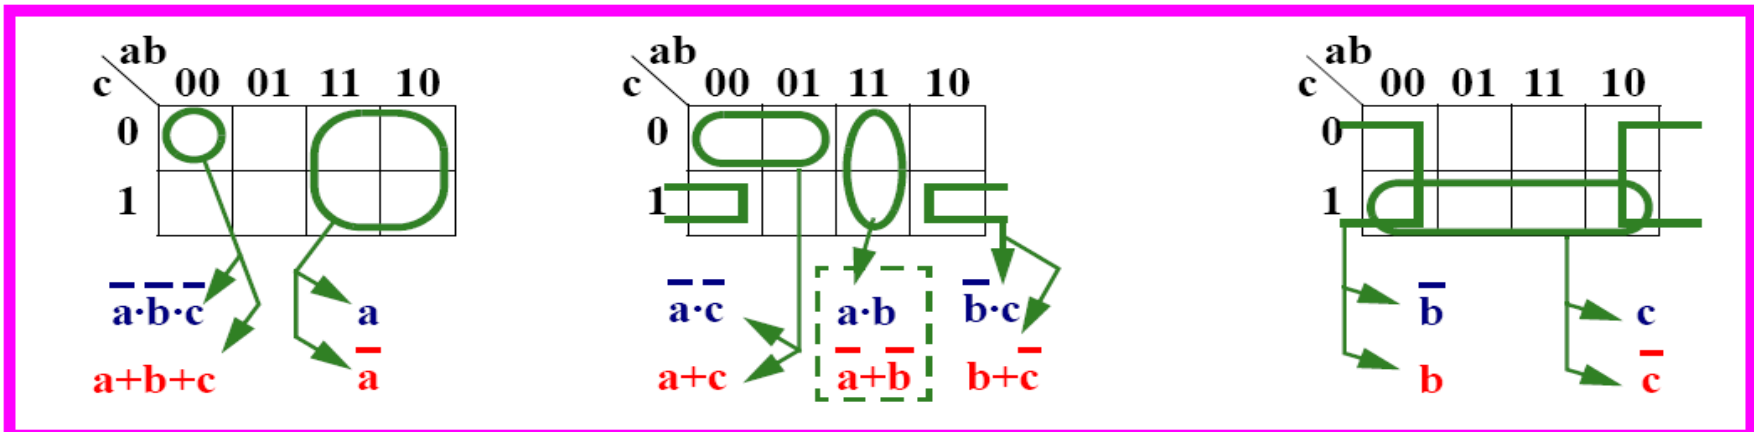 ab ab ab
c 00 01 11 10 c 00 01 11 10 c 00 01 11 10
0 0 0
1 1 1
a̅·b̅·c̅ a a̅·c̅ a·b b̅·c b̅ c
a+b+c a̅ a+c a̅+b̅ b+c̅ b c̅